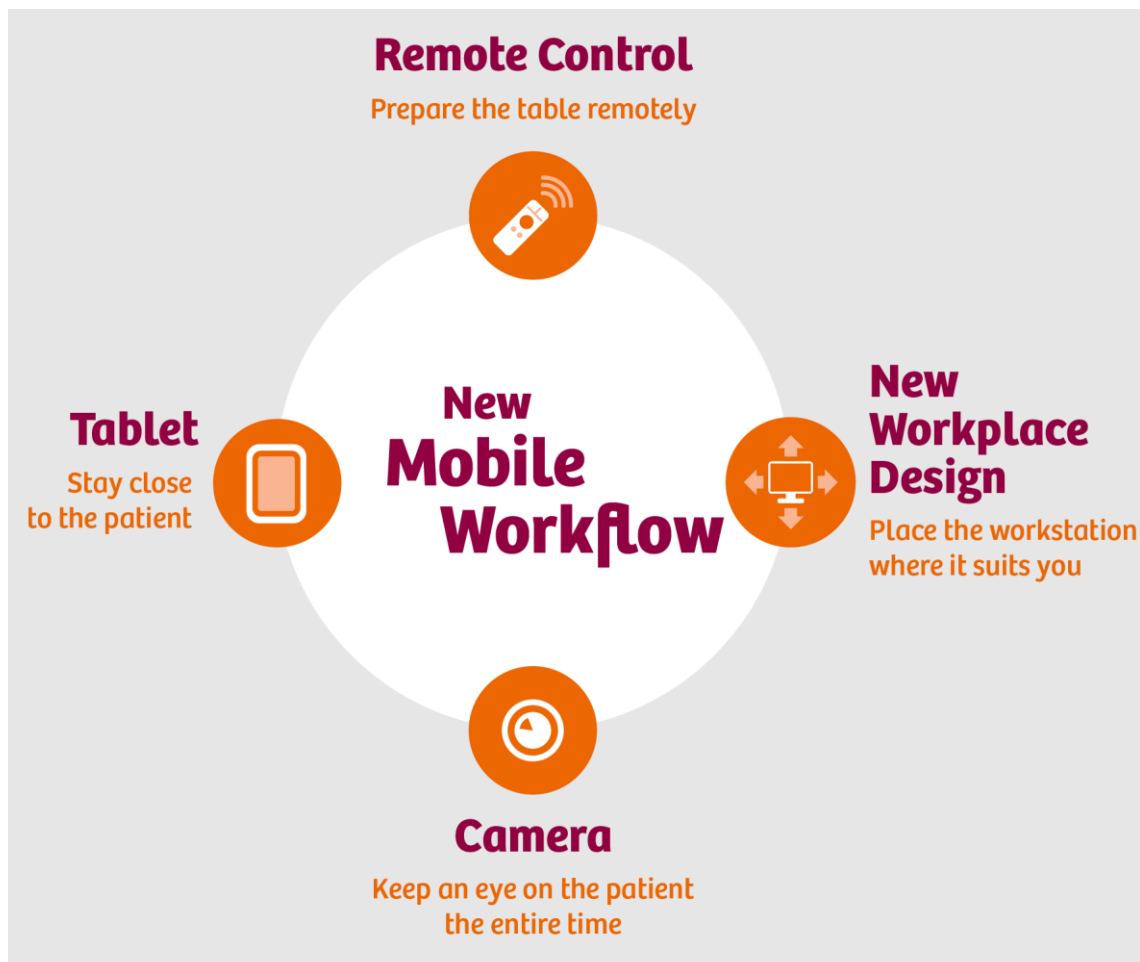 Remote Control
Prepare the table remotely
New
Mobile
Workflow
Tablet
Stay close
to the patient
New
Workplace
Design
Place the workstation
where it suits you
Camera
Keep an eye on the patient
the entire time